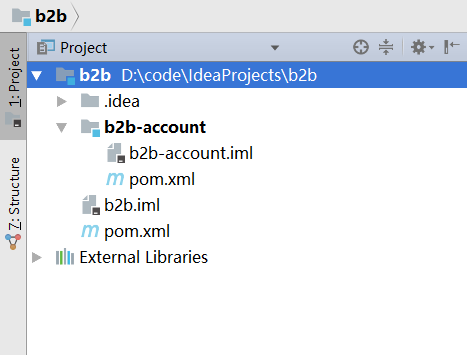 b2b
Project
b2b D:\code\IdeaProjects\b2b
.idea
b2b-account
b2b-account.iml
m pom.xml
b2b.iml
m pom.xml
External Libraries
1: Project
7: Structure